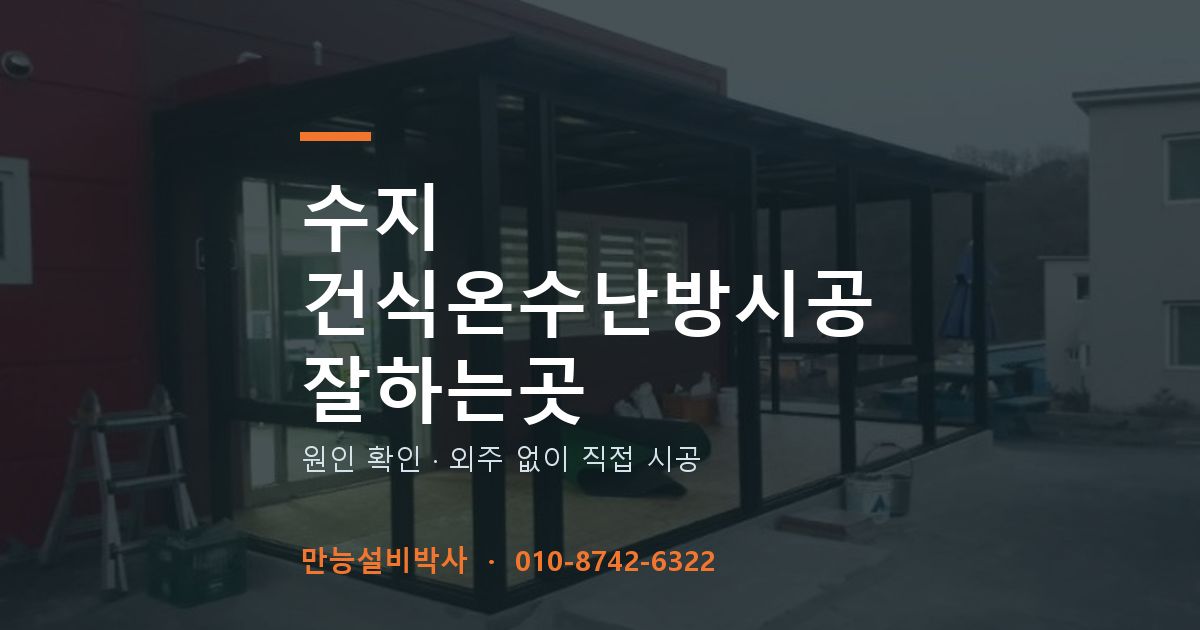 수지
건식온수난방시공
잘하는곳
원인 확인 · 외주 없이 직접 시공
만능설비박사 · 010-8742-6322